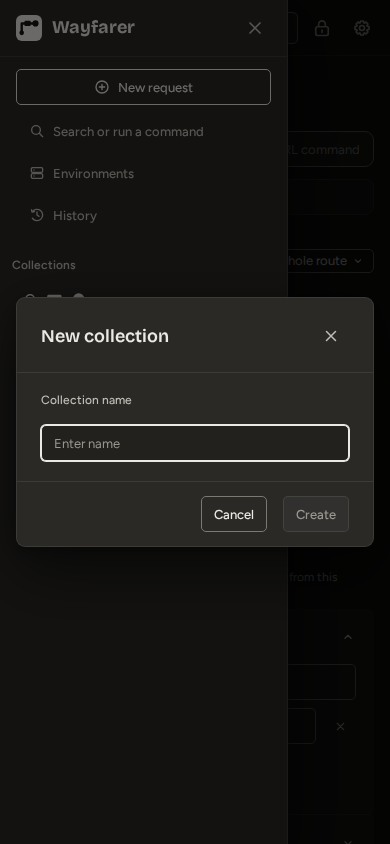 Wayfarer
New request
Search or run a command
Environments
History
Collections
L command
hole route
New collection
Collection name
Enter name
Cancel
Create
from this